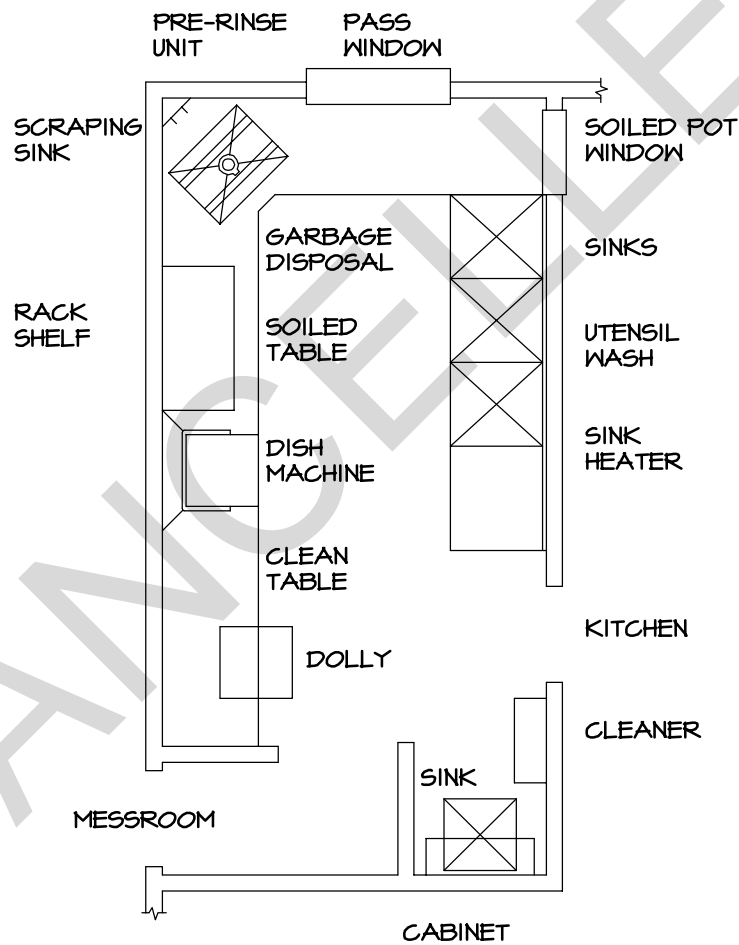 PRE-RINSE
UNIT
PASS
WINDOW
SCRAPING
SINK
SOILED POT
WINDOW
GARBAGE
DISPOSAL
SINKS
RACK
SHELF
SOILED
TABLE
UTENSIL
WASH
DISH
MACHINE
SINK
HEATER
CLEAN
TABLE
KITCHEN
DOLLY
CLEANER
SINK
MESSROOM
CABINET
ANCELLE